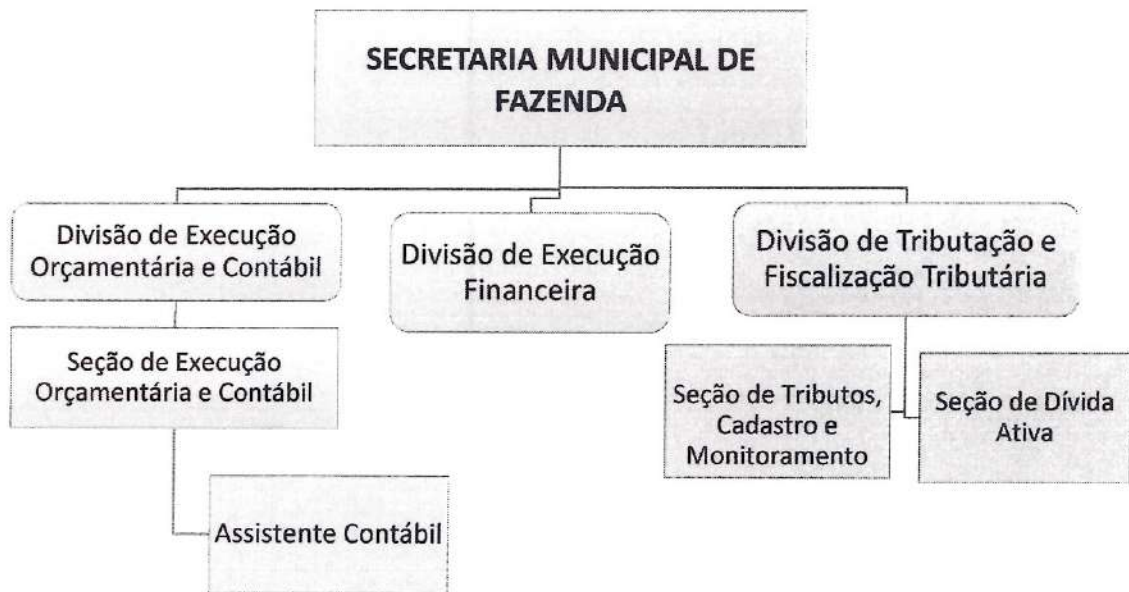 SECRETARIA MUNICIPAL DE
FAZENDA
Divisão de Execução
Orçamentária e Contábil
Divisão de Execução
Financeira
Divisão de Tributação e
Fiscalização Tributária
Seção de Execução
Orçamentária e Contábil
Seção de Tributos,
Cadastro e
Monitoramento
Seção de Dívida
Ativa
Assistente Contábil